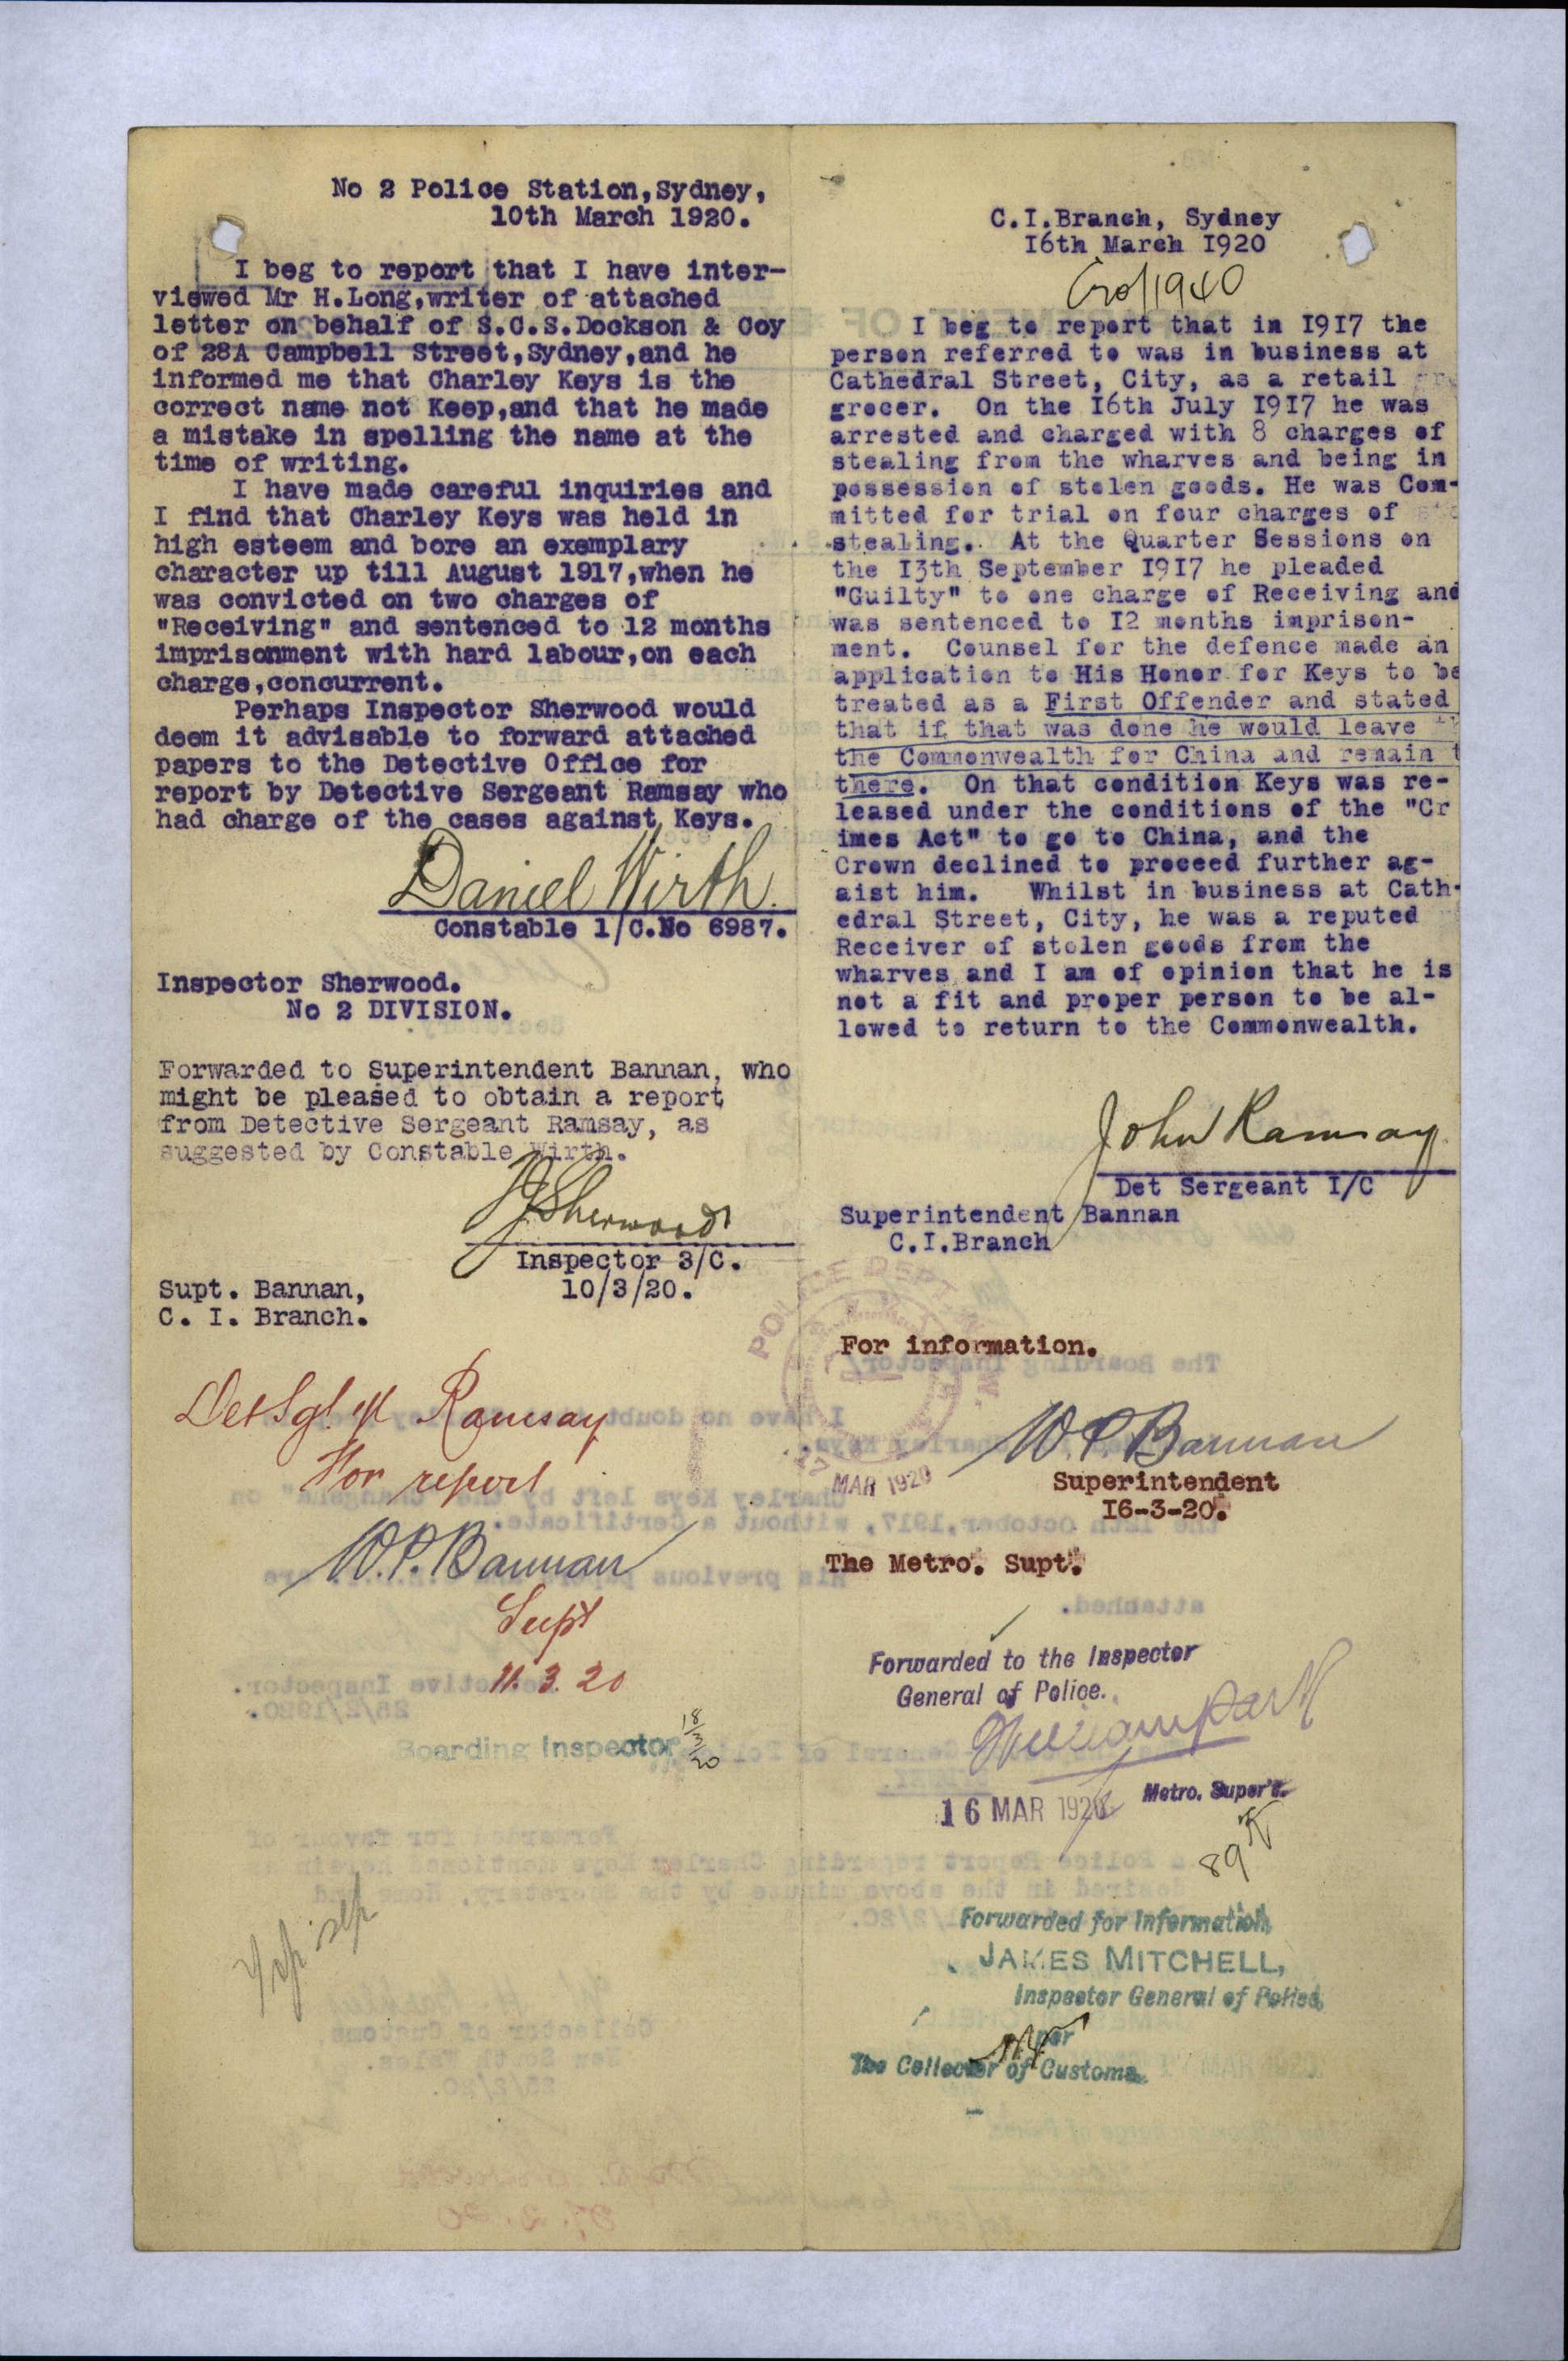 No 2 Police Station,Sydney,
10th March 1920.
I beg to report that I have inter-
viewed Mr H.Long,writer of attached
letter on behalf of S.C.S.Dockson & Coy
of 28A Campbell Street,Sydney,and he
informed me that Charley Keys is the
correct name not Keep,and that he made
a mistake in spelling the name at the
time of writing.
I have made careful inquiries and
I find that Charley Keys was held in
high esteem and bore an exemplary
character up till August 1917,when he
was convicted on two charges of
"Receiving" and sentenced to 12 months
imprisonment with hard labour,on each
charge,concurrent.
Perhaps Inspector Sherwood would
deem it advisable to forward attached
papers to the Detective Office for
report by Detective Sergeant Ramsay who
had charge of the cases against Keys.
Daniel Wirth.
Constable 1/C.No 6987.
Inspector Sherwood.
No 2 DIVISION.
Forwarded to Superintendent Bannan, who
might be pleased to obtain a report
from Detective Sergeant Ramsay, as
suggested by Constable Wirth.
Sherwood
Inspector 3/C.
10/3/20.
Supt. Bannan,
C. I. Branch.
Det Sgt Ramsay
For report
W.P.Bannan
Supt
11.3.20
Boarding Inspector
18/3/20
C.I.Branch, Sydney
I6th March I920
I beg to report that in I9I7 the
person referred to was in business at
Cathedral Street, City, as a retail
grocer. On the I6th July I9I7 he was
arrested and charged with 8 charges of
stealing from the wharves and being in
possession of stolen goods. He was Com-
mitted for trial on four charges of
stealing. At the Quarter Sessions on
the I3th September I9I7 he pleaded
"Guilty" to one charge of Receiving and
was sentenced to I2 months imprison-
ment. Counsel for the defence made an
application to His Honor for Keys to be
treated as a First Offender and stated
that if that was done he would leave
the Commonwealth for China and remain t
there. On that condition Keys was re-
leased under the conditions of the "Cr
imes Act" to go to China, and the
Crown declined to proceed further ag-
aist him. Whilst in business at Cath-
edral Street, City, he was a reputed
Receiver of stolen goods from the
wharves and I am of opinion that he is
not a fit and proper person to be al-
lowed to return to the Commonwealth.
John Ramsay
Det Sergeant I/C
Superintendent Bannan
C.I.Branch
POLICE DEPT. N.
MAR 1920
For information.
W.P.Bannan
Superintendent
I6-3-20.
The Metro. Supt.
Forwarded to the Inspector
General of Police.
16 MAR 1920
Metro. Super't.
89
Forwarded for Information,
JAMES MITCHELL,
Inspector General of Police,
per
The Collector of Customs.